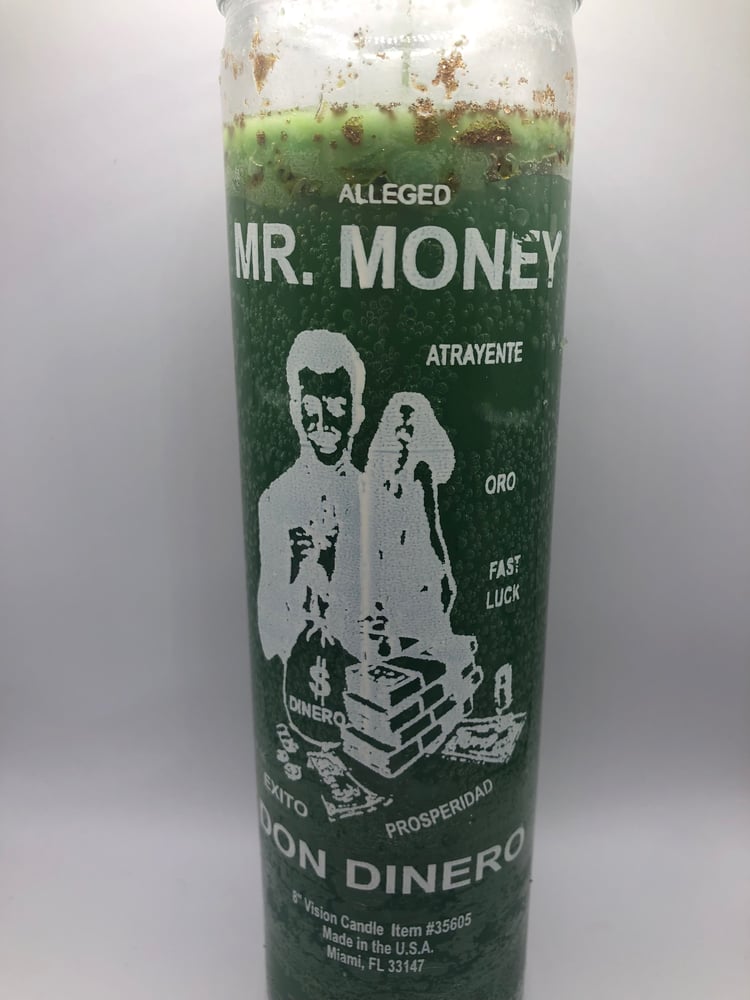 ALLEGED
MR. MONEY
ATRAYENTE
ORO
FAST
LUCK
$
DINERO
EXITO
PROSPERIDAD
DON DINERO
8" Vision Candle Item #35605
Made in the U.S.A.
Miami, FL 33147